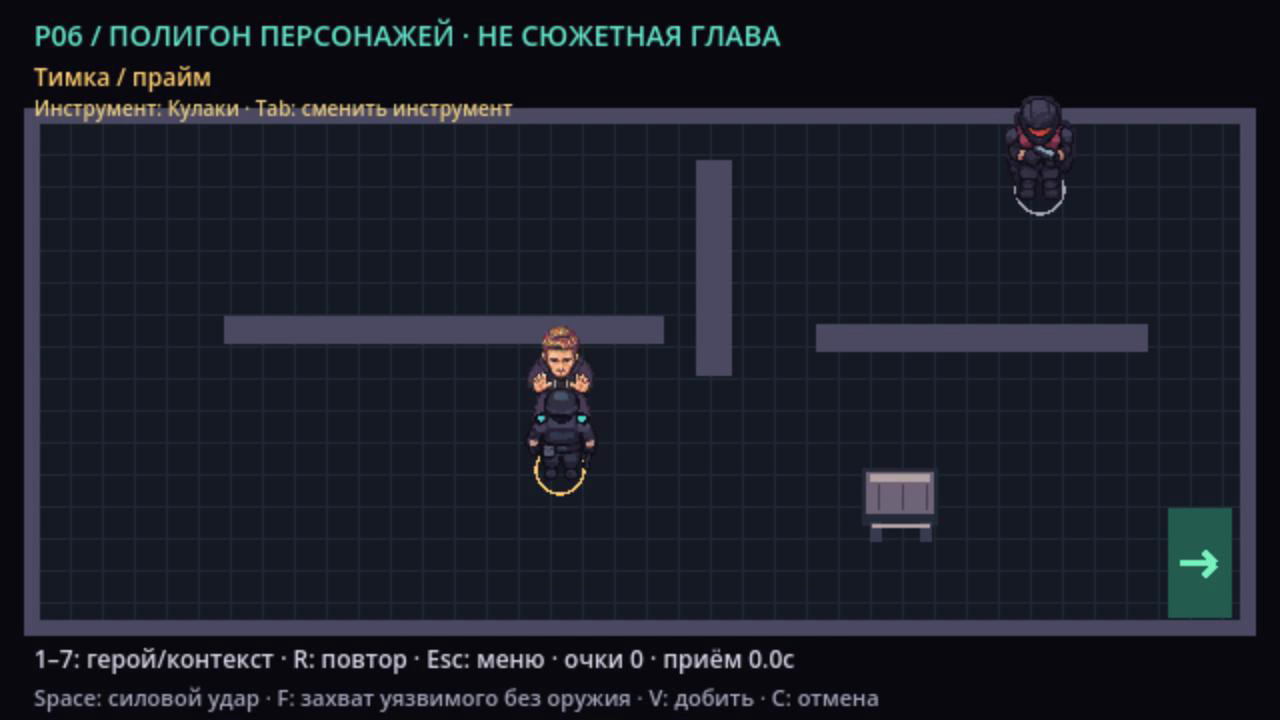 P06 / ПОЛИГОН ПЕРСОНАЖЕЙ · НЕ СЮЖЕТНАЯ ГЛАВА
Тимка / прайм
Инструмент: Кулаки · Tab: сменить инструмент
→
1–7: герой/контекст · R: повтор · Esc: меню · очки 0 · приём 0.0с
Space: силовой удар · F: захват уязвимого без оружия · V: добить · C: отмена